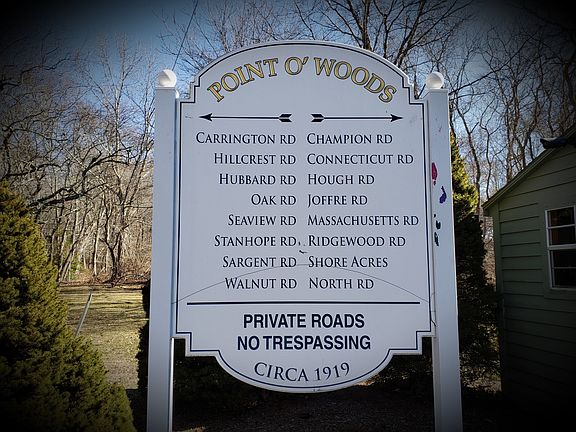 POINT O' WOODS
CARRINGTON RD CHAMPION RD
HILLCREST RD CONNECTICUT RD
HUBBARD RD HOUGH RD
OAK RD JOFFRE RD
SEAVIEW RD MASSACHUSETTS RD
STANHOPE RD RIDGEWOOD RD
SARGENT RD SHORE ACRES
WALNUT RD NORTH RD
PRIVATE ROADS
NO TRESPASSING
CIRCA 1919